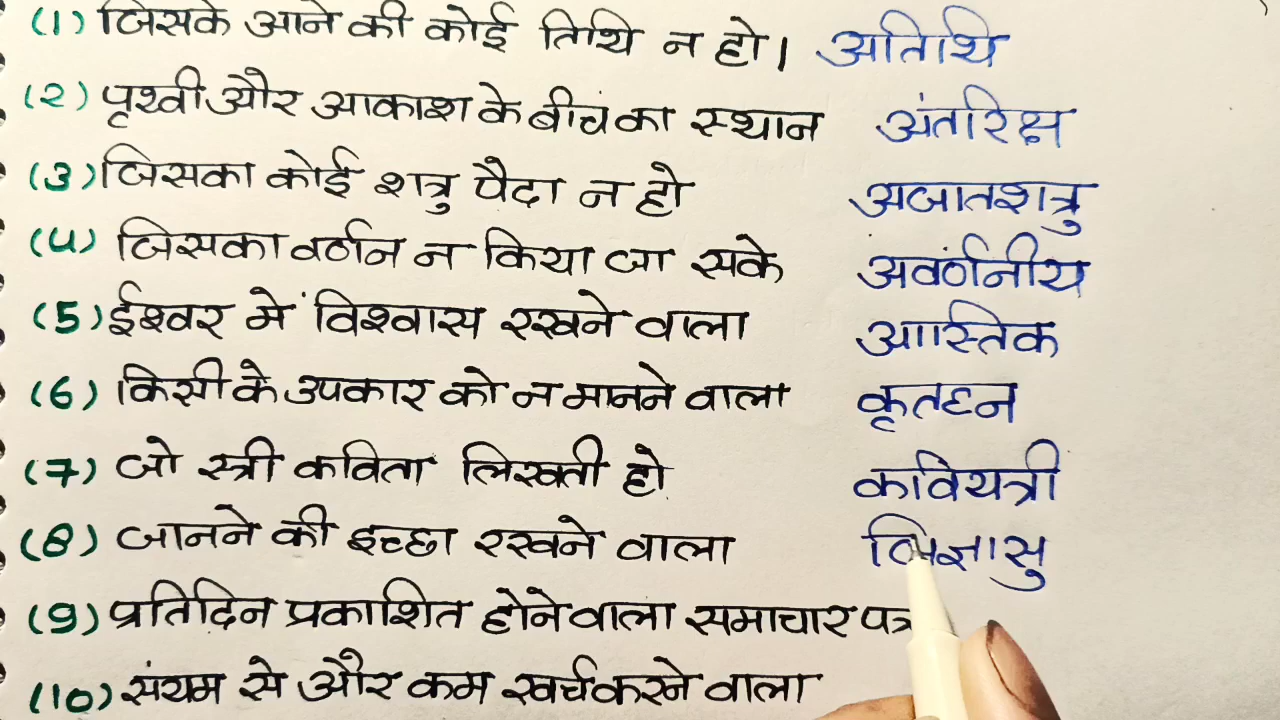 (1) जिसके आने की कोई तिथि न हो। अतिथि
(2) पृथ्वी और आकाश के बीच का स्थान अंतरिक्ष
(3) जिसका कोई शत्रु पैदा न हो अजातशत्रु
(4) जिसका वर्णन न किया जा सके अवर्णनीय
(5) ईश्वर में विश्वास रखने वाला आस्तिक
(6) किसी के उपकार को न मानने वाला कृतघ्न
(7) जो स्त्री कविता लिखती हो कवियत्री
(8) जानने की इच्छा रखने वाला जिज्ञासु
(9) प्रतिदिन प्रकाशित होने वाला समाचार पत्र
(10) संयम से और कम खर्च करने वाला